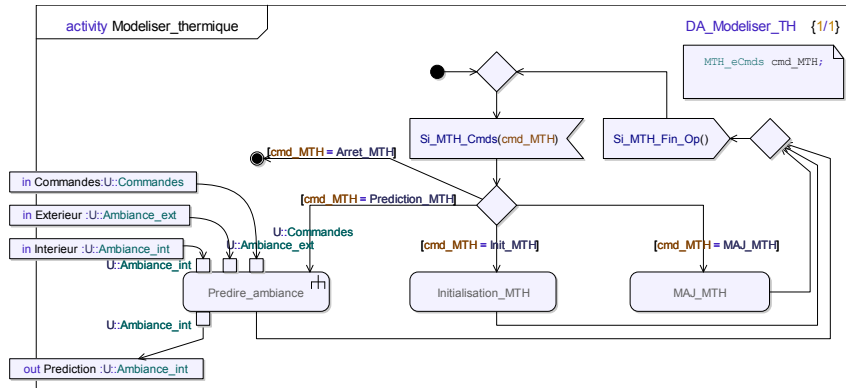 activity Modeliser_thermique
DA_Modeliser_TH {1/1}
MTH_eCmds cmd_MTH;
Si_MTH_Cmds(cmd_MTH)
Si_MTH_Fin_Op()
[cmd_MTH = Arret_MTH]
in Commandes:U::Commandes
[cmd_MTH = Prediction_MTH]
in Exterieur :U::Ambiance_ext
U::Commandes
in Interieur :U::Ambiance_int
U::Ambiance_ext
[cmd_MTH = Init_MTH]
[cmd_MTH = MAJ_MTH]
U::Ambiance_int
Predire_ambiance
Initialisation_MTH
MAJ_MTH
U::Ambiance_int
out Prediction :U::Ambiance_int